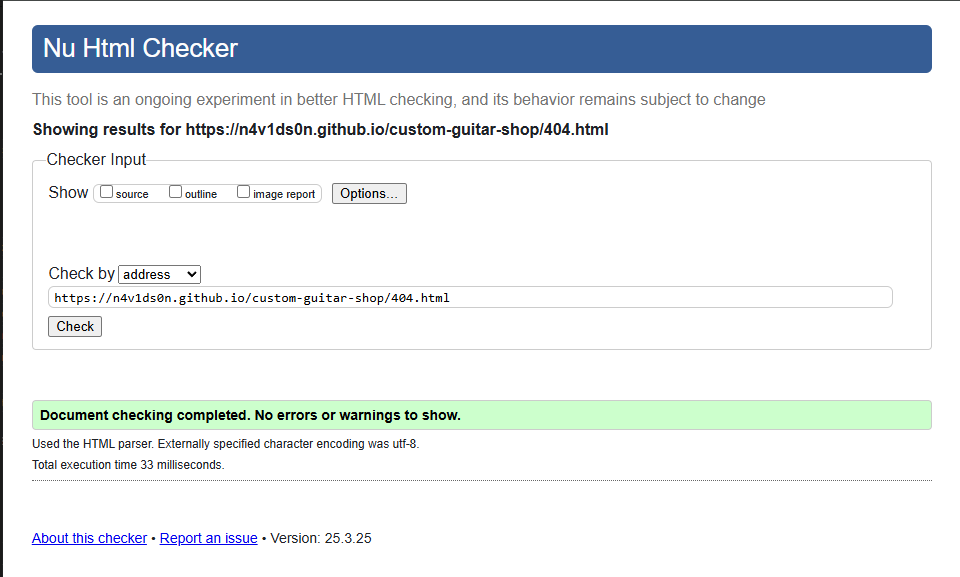 Nu Html Checker
This tool is an ongoing experiment in better HTML checking, and its behavior remains subject to change
Showing results for https://n4v1ds0n.github.io/custom-guitar-shop/404.html
Checker Input
Show source outline image report Options...
Check by address
https://n4v1ds0n.github.io/custom-guitar-shop/404.html
Check
Document checking completed. No errors or warnings to show.
Used the HTML parser. Externally specified character encoding was utf-8.
Total execution time 33 milliseconds.
About this checker • Report an issue • Version: 25.3.25